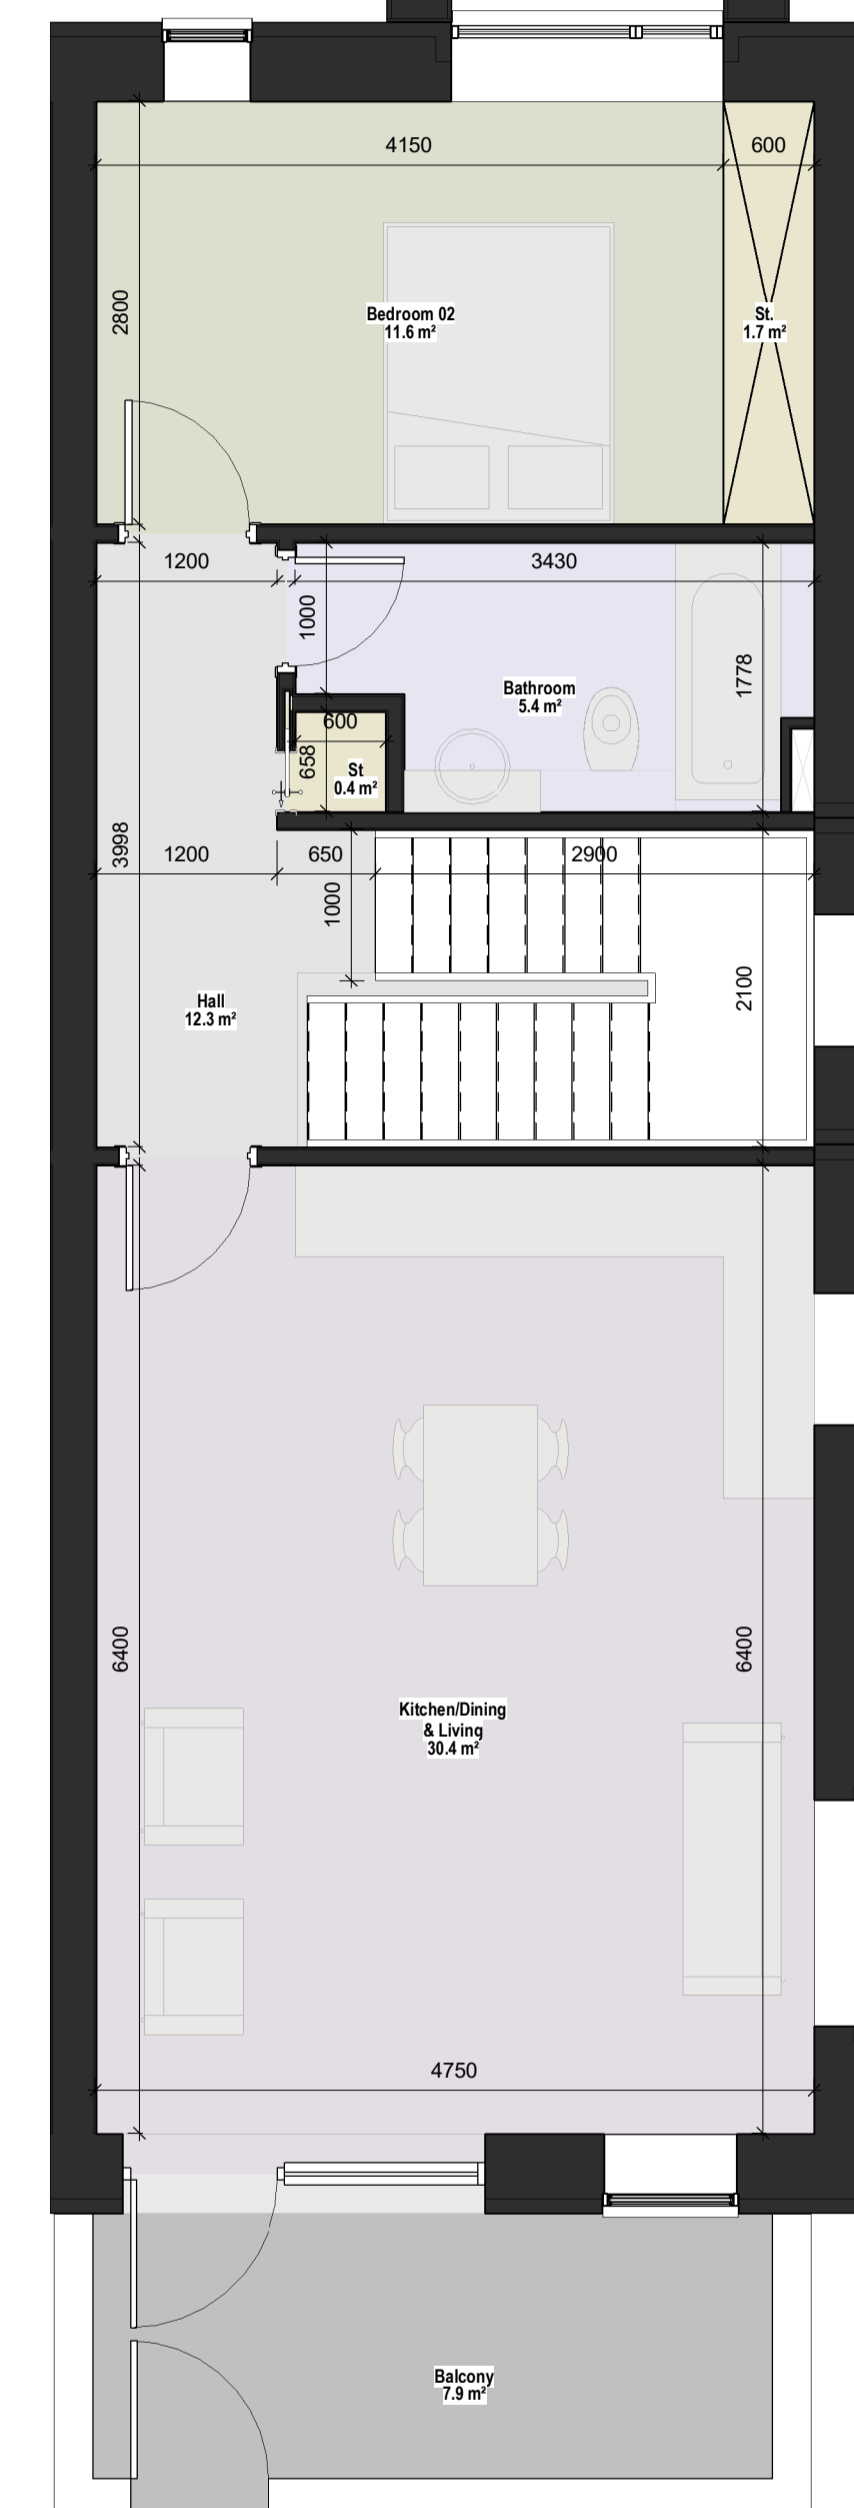 4150
600
2800
Bedroom 02
11.6 m²
St.
1.7 m²
1200
3430
1000
1778
Bathroom
5.4 m²
600
658
St
0.4 m²
3998
1200
650
2900
1000
2100
Hall
12.3 m²
6400
6400
Kitchen/Dining
& Living
30.4 m²
4750
Balcony
7.9 m²